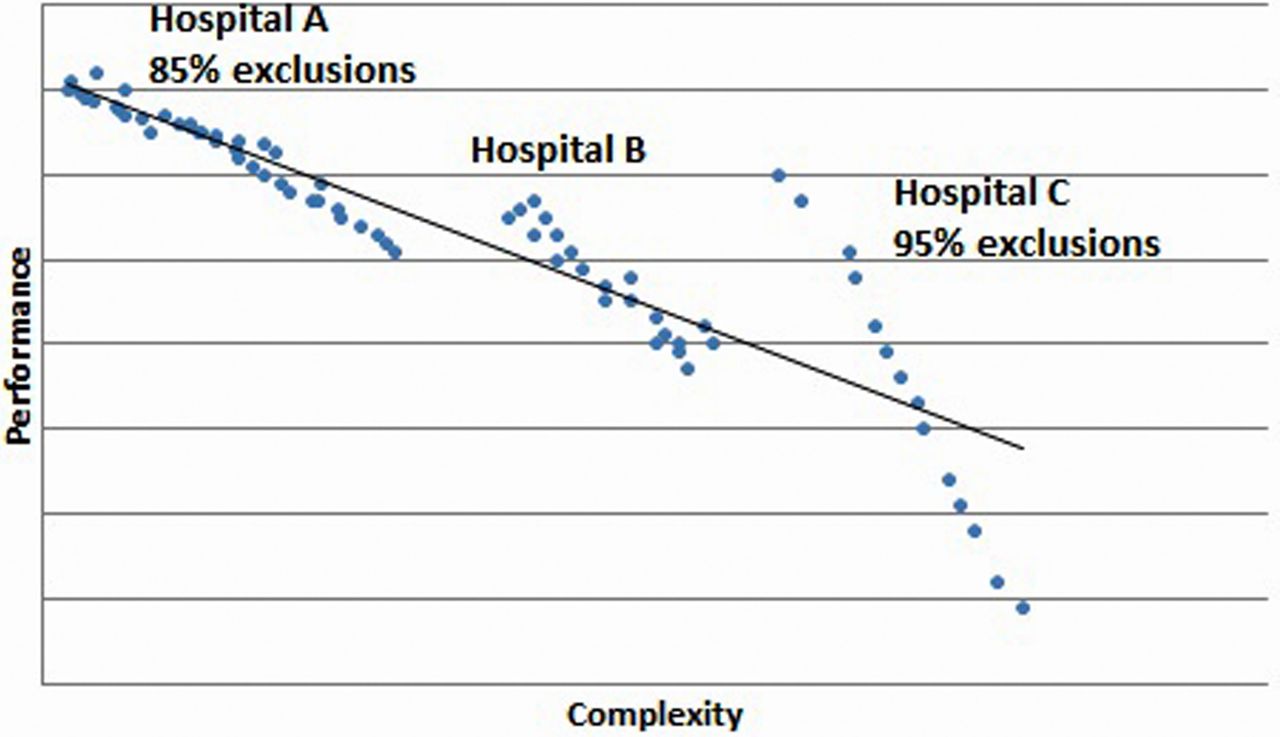 Hospital A
85% exclusions
Hospital B
Hospital C
95% exclusions
Performance
Complexity